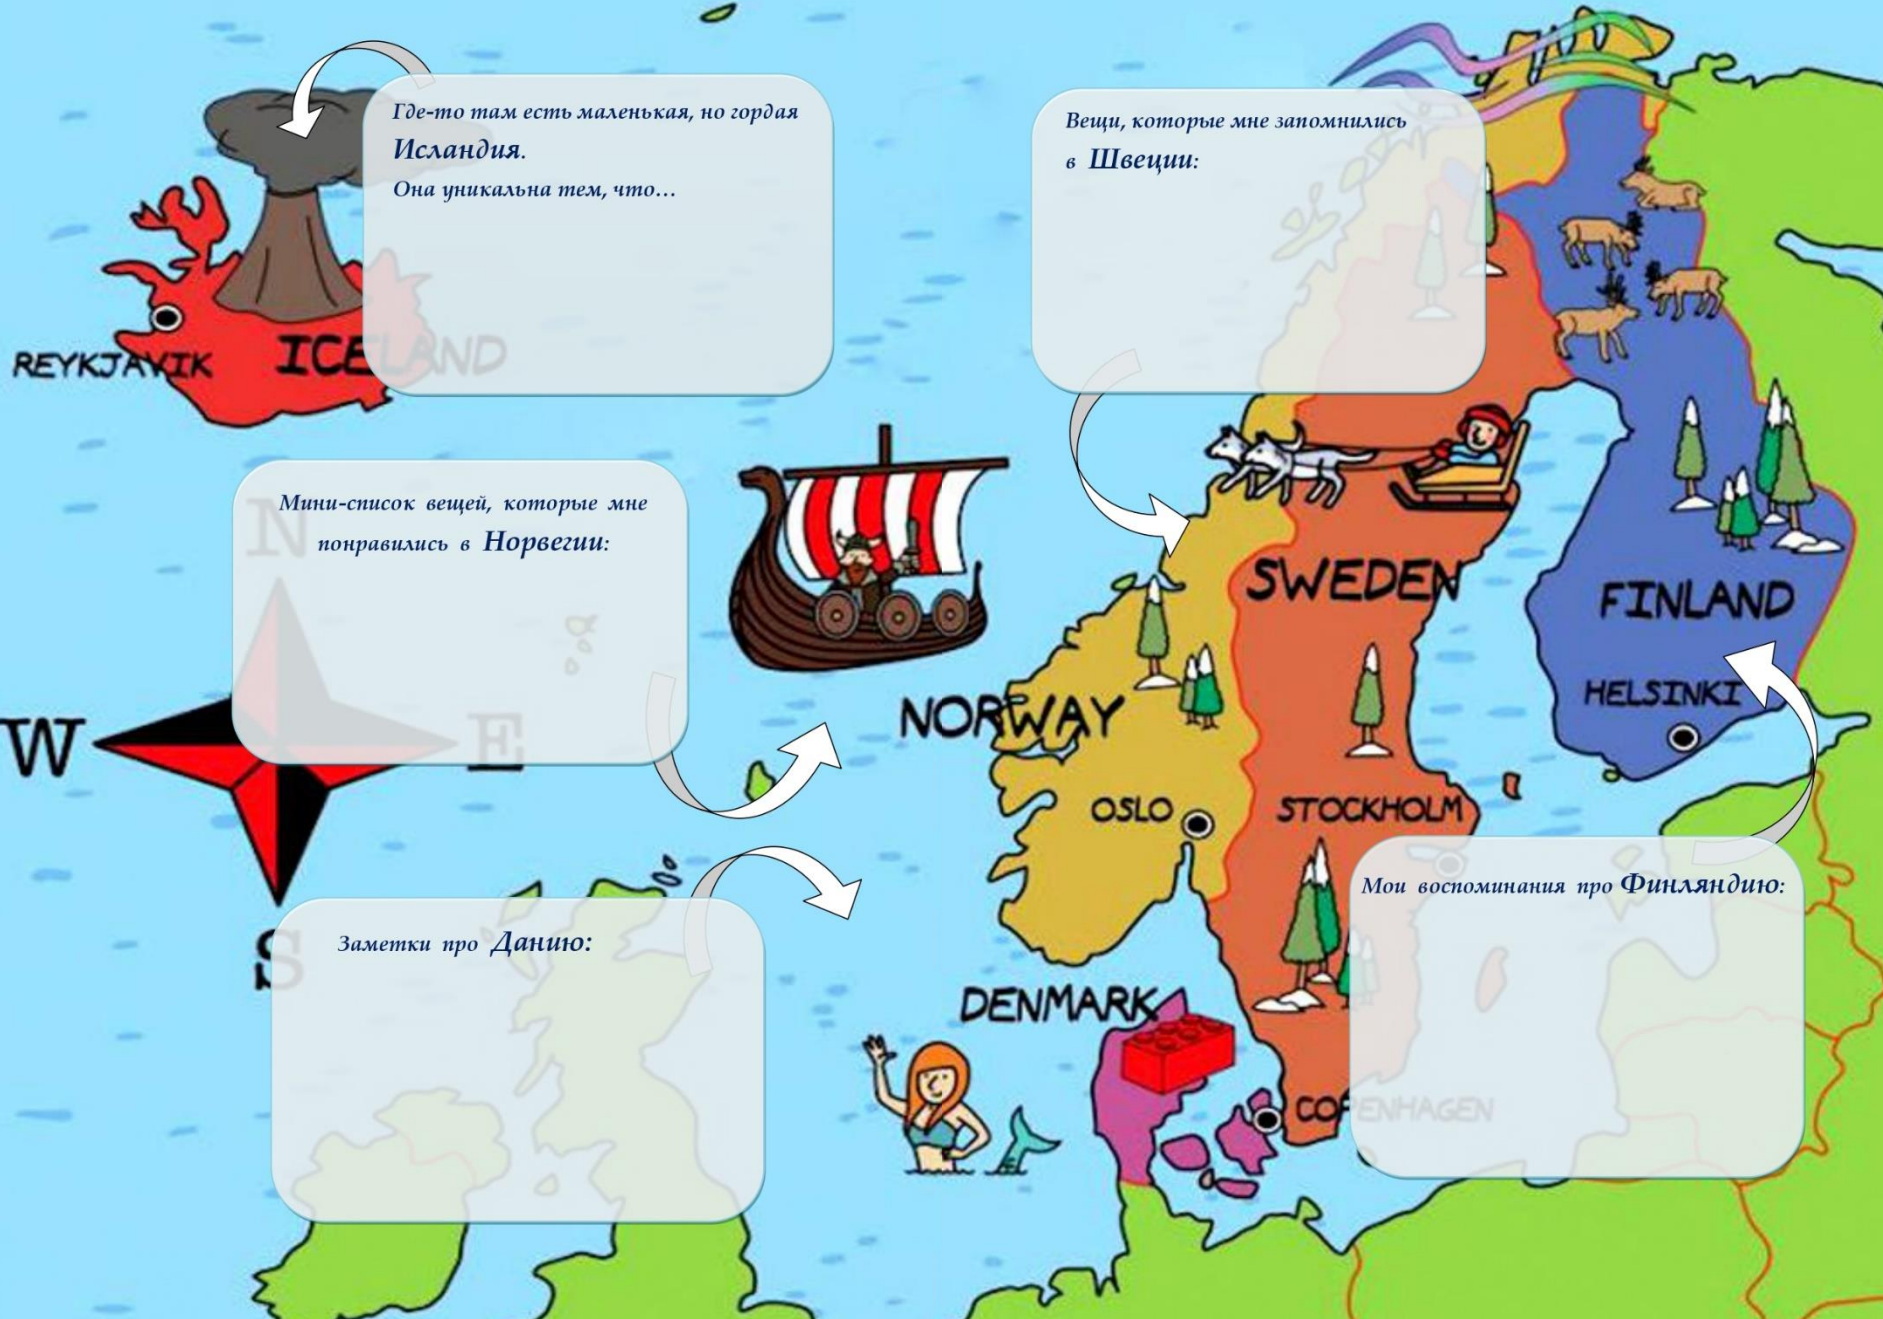 Где-то там есть маленькая, но гордая
Исландия.
Она уникальна тем, что...
Вещи, которые мне запомнились
в Швеции:
REYKJAVIK
ICELAND
Мини-список вещей, которые мне
понравились в Норвегии:
N
W
E
S
SWEDEN
FINLAND
HELSINKI
NORWAY
OSLO
STOCKHOLM
Мои воспоминания про Финляндию:
Заметки про Данию:
DENMARK
COPENHAGEN